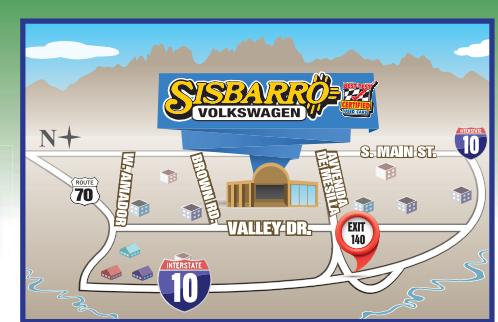 SISBARRO
VOLKSWAGEN
CERTIFIED
N
S. MAIN ST.
INTERSTATE
10
ROUTE
70
W. AMADOR
BROWN RD.
AVENIDA
DE MESILLA
VALLEY DR.
EXIT
140
INTERSTATE
10